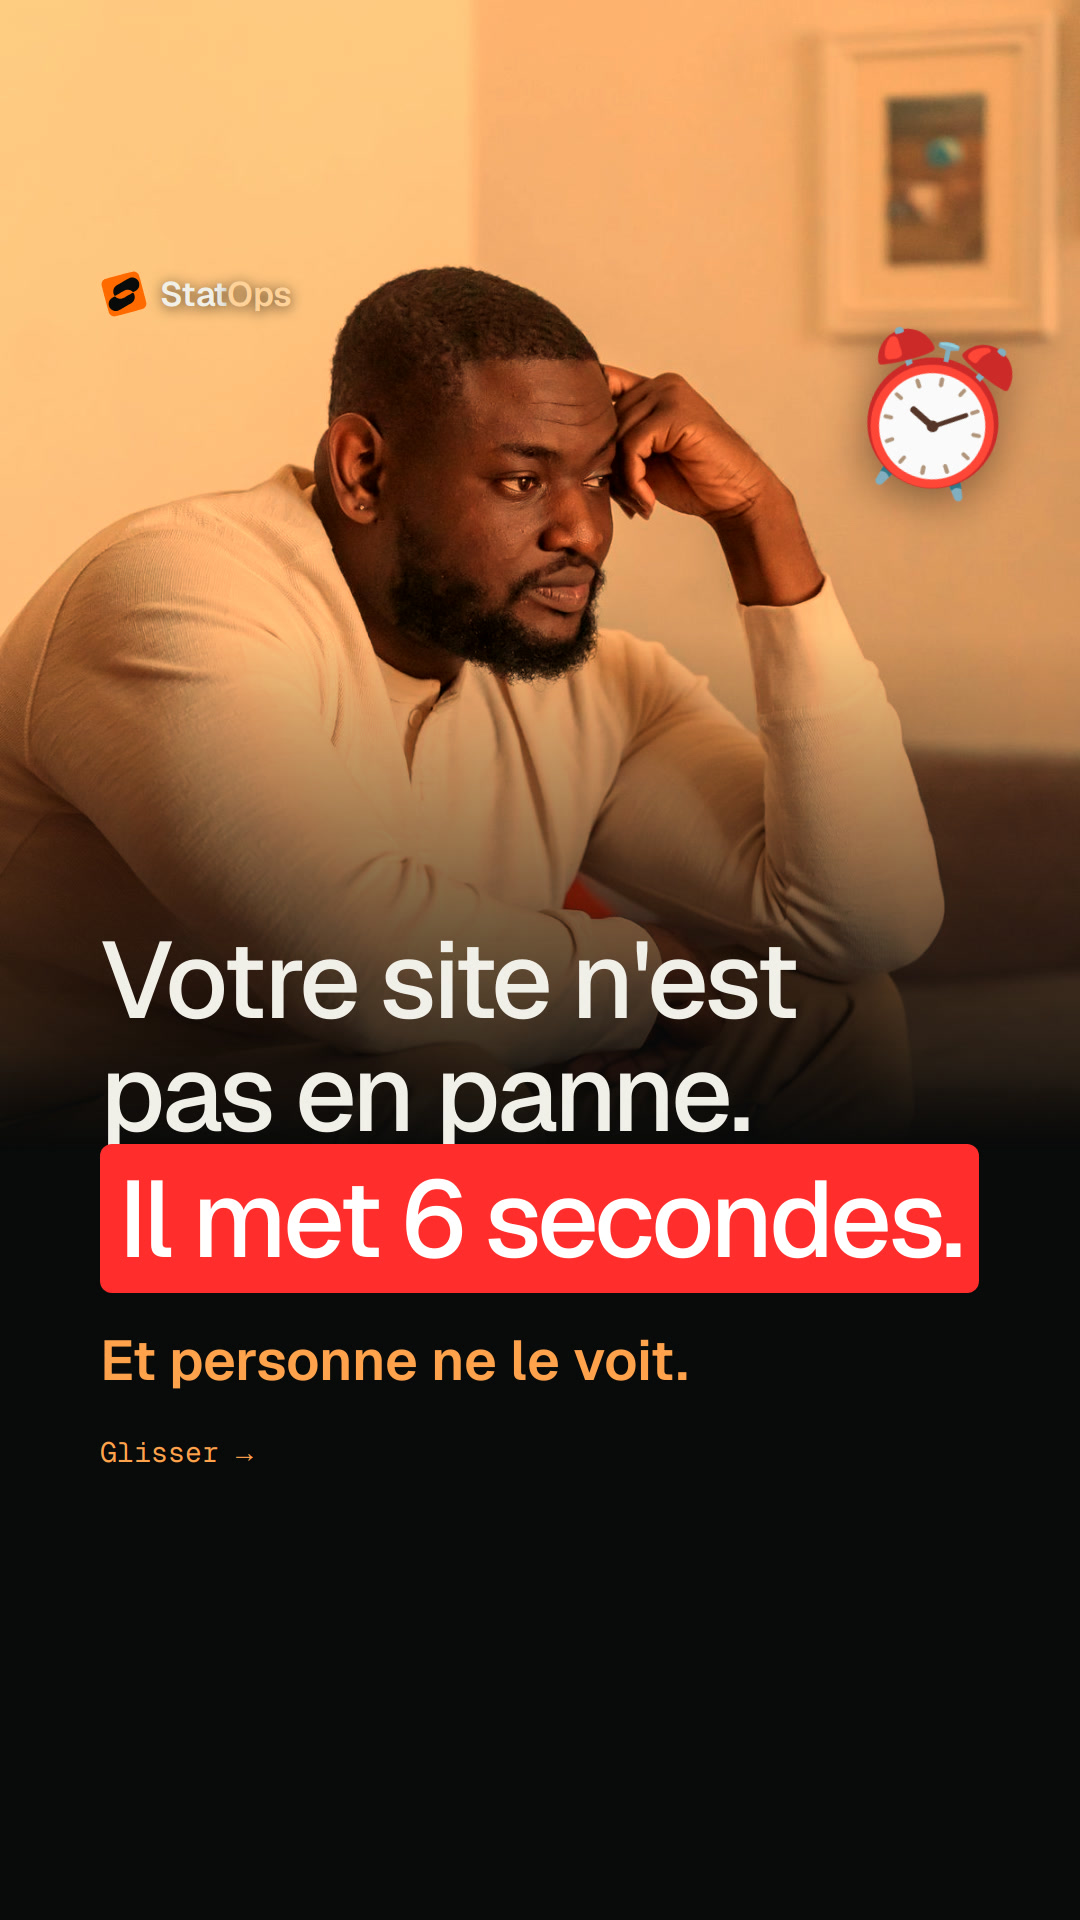 StatOps
Votre site n'est
pas en panne.
Il met 6 secondes.
Et personne ne le voit.
Glisser →